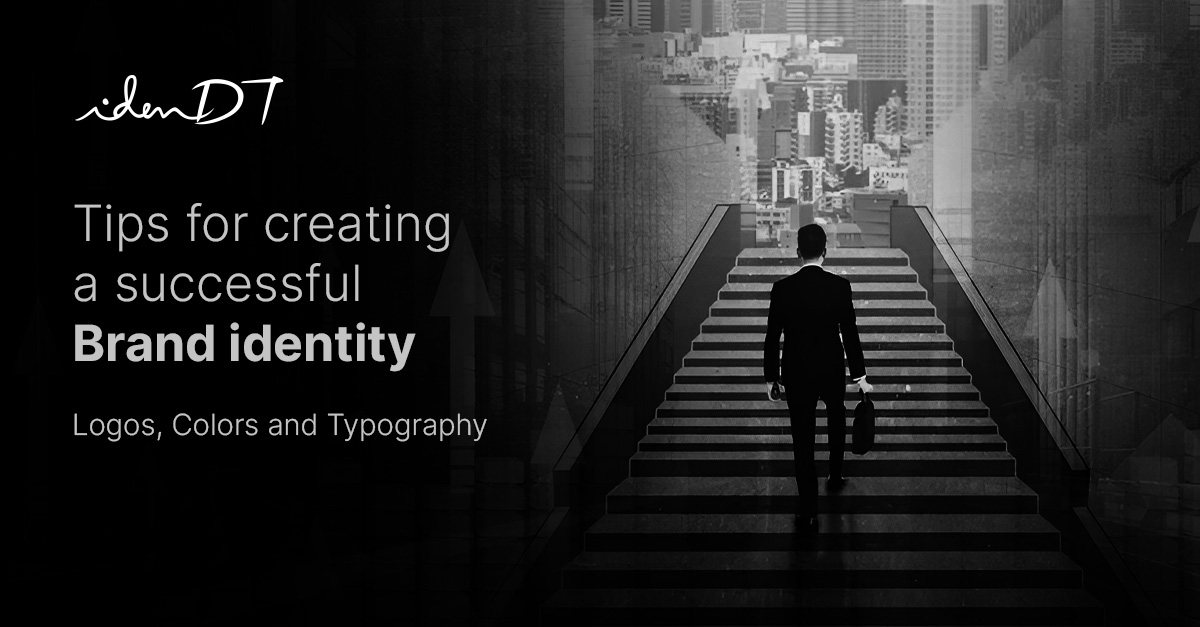 idenDT
Tips for creating
a successful
Brand identity
Logos, Colors and Typography